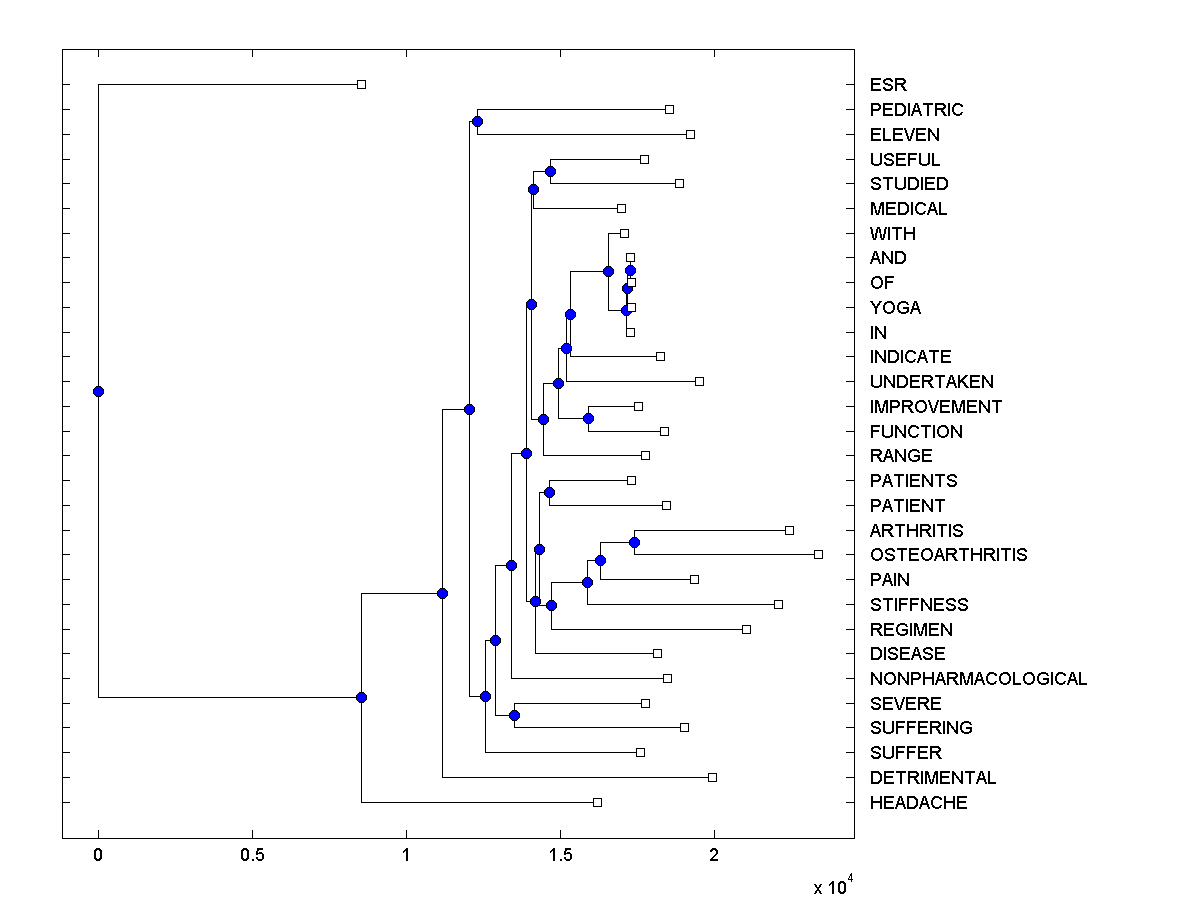 ESR
PEDIATRIC
ELEVEN
USEFUL
STUDIED
MEDICAL
WITH
AND
OF
YOGA
IN
INDICATE
UNDERTAKEN
IMPROVEMENT
FUNCTION
RANGE
PATIENTS
PATIENT
ARTHRITIS
OSTEOARTHRITIS
PAIN
STIFFNESS
REGIMEN
DISEASE
NONPHARMACOLOGICAL
SEVERE
SUFFERING
SUFFER
DETRIMENTAL
HEADACHE
0 0.5 1 1.5 2
x 10^4